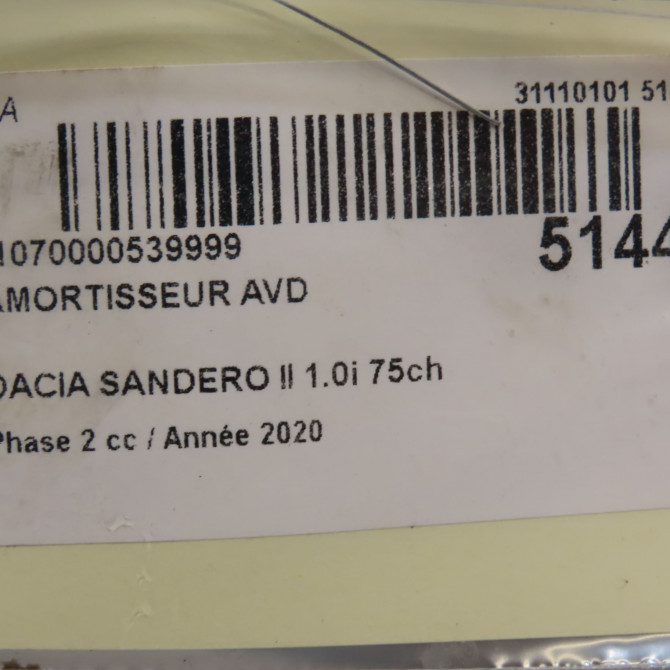 A
31110101 51
1070000539999
5144
AMORTISSEUR AVD
DACIA SANDERO II 1.0i 75ch
Phase 2 cc / Année 2020